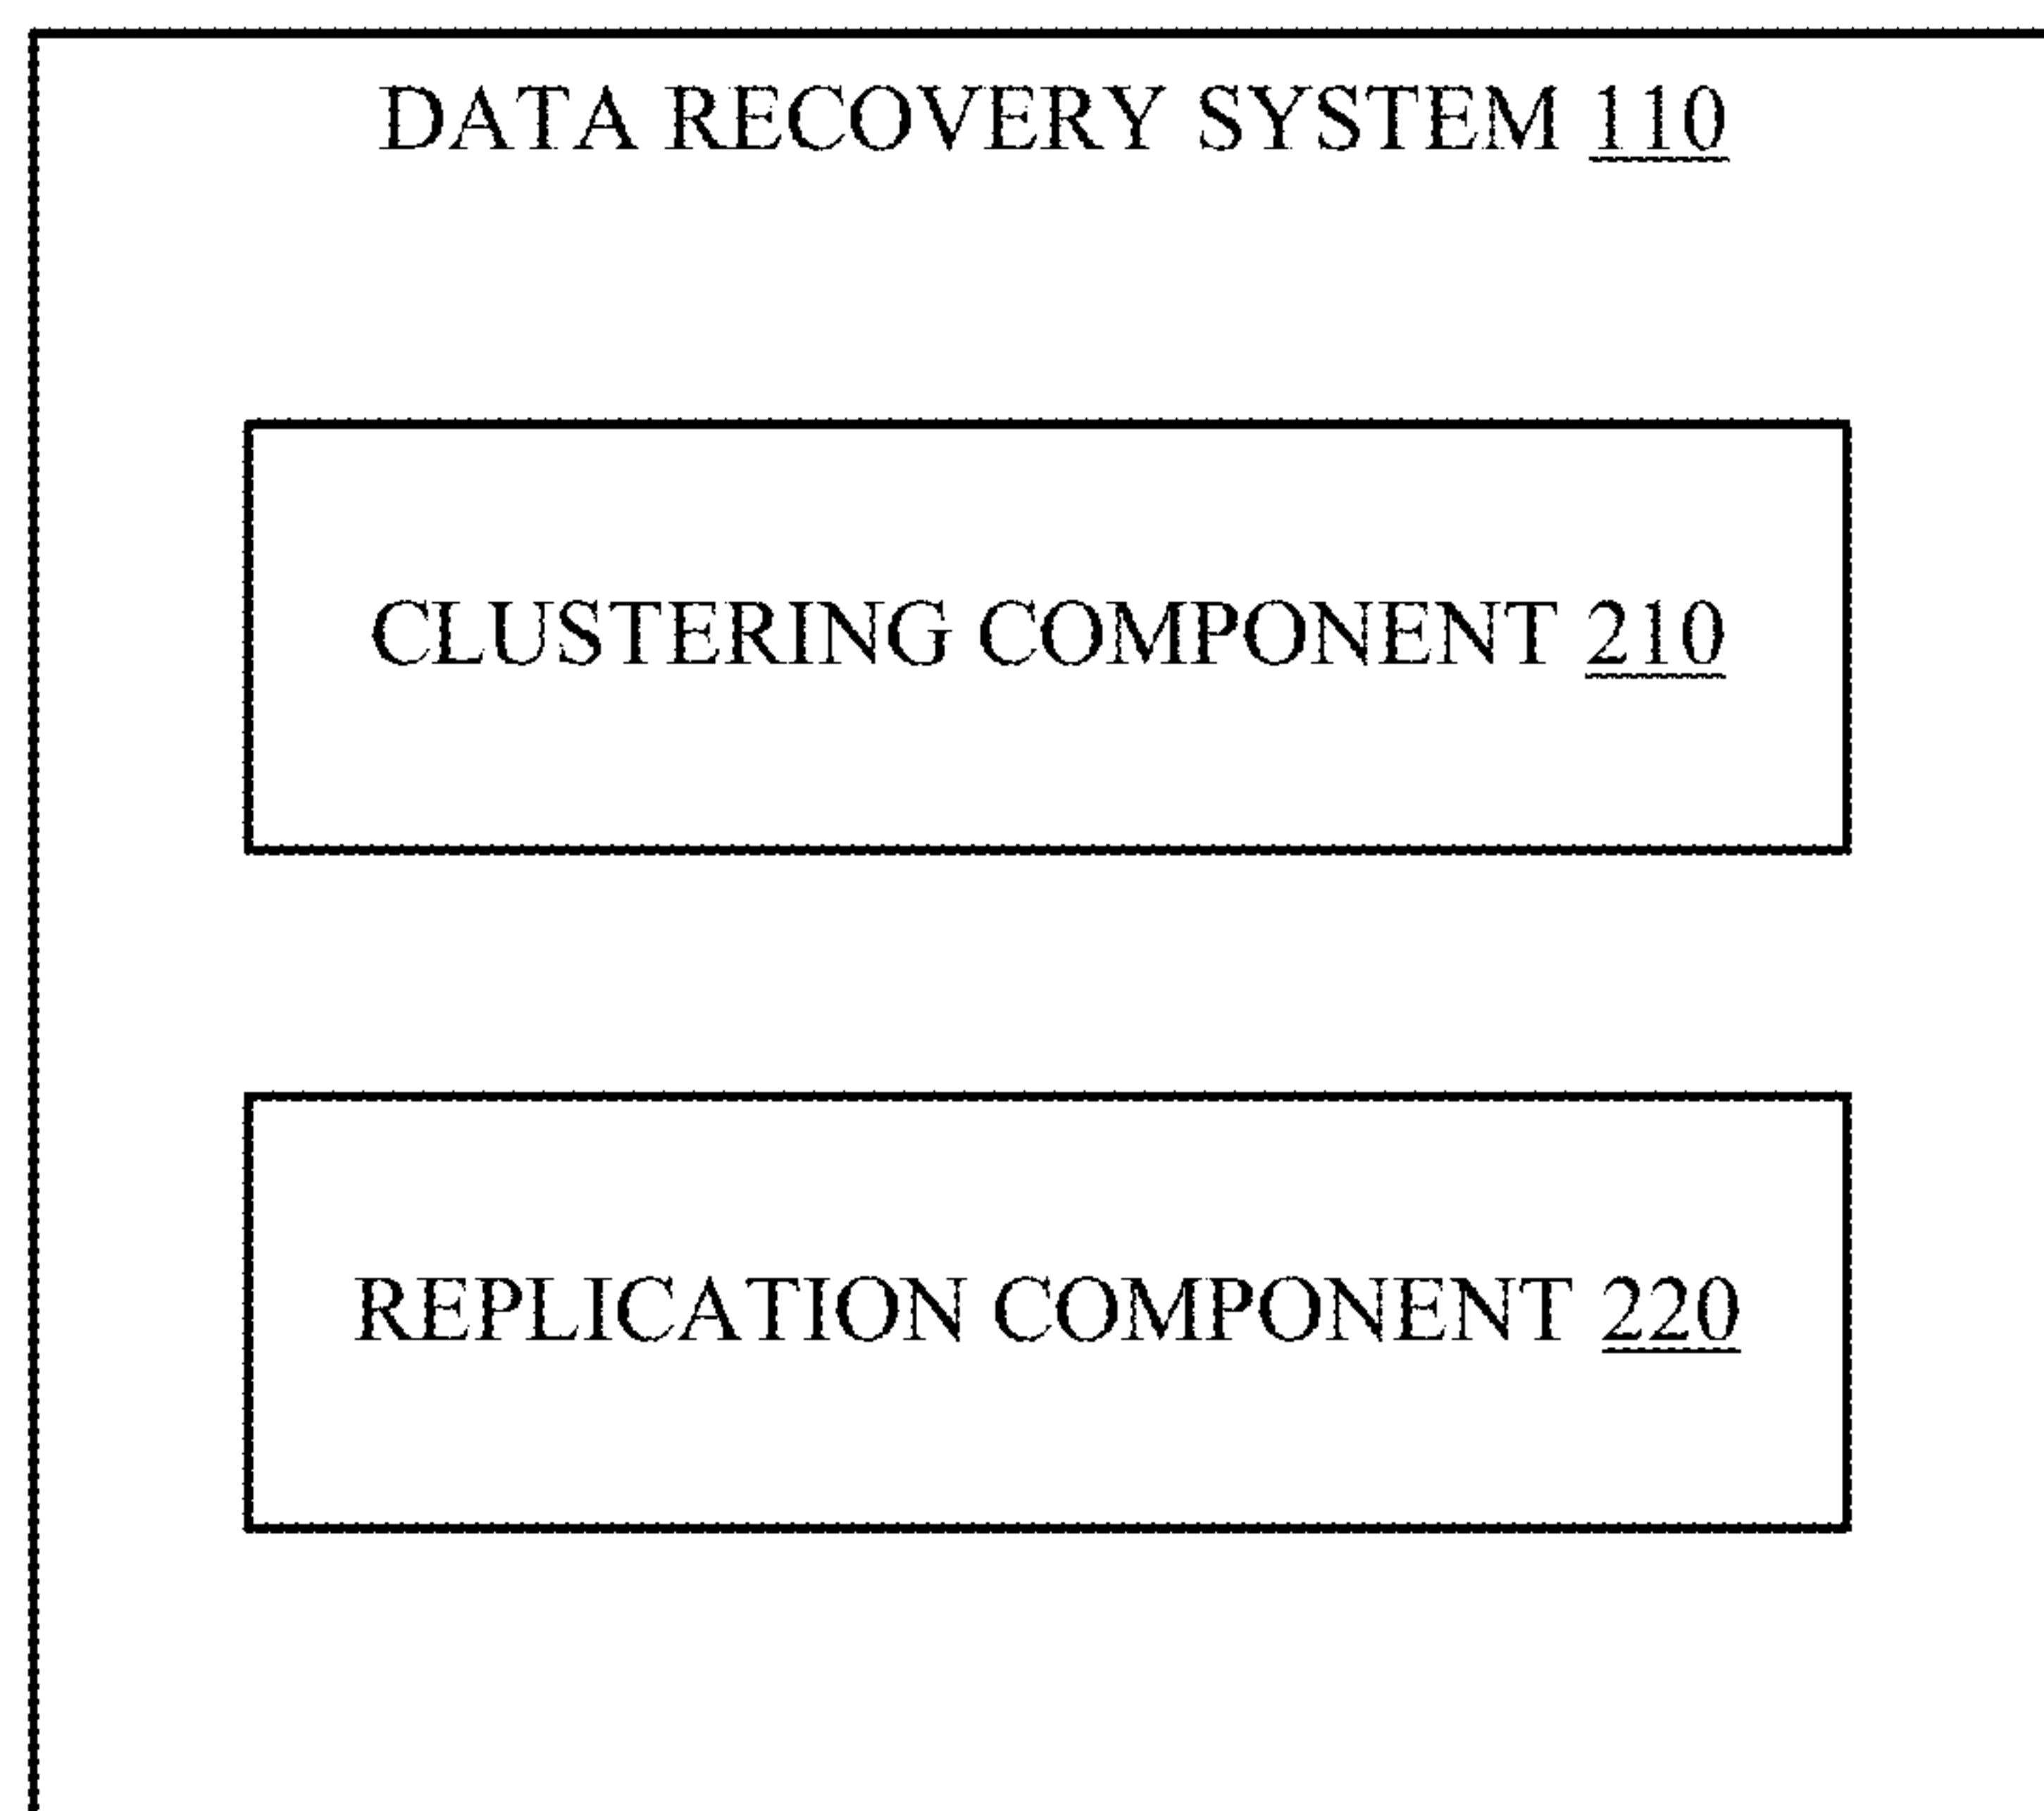 DATA RECOVERY SYSTEM 110
CLUSTERING COMPONENT 210
REPLICATION COMPONENT 220